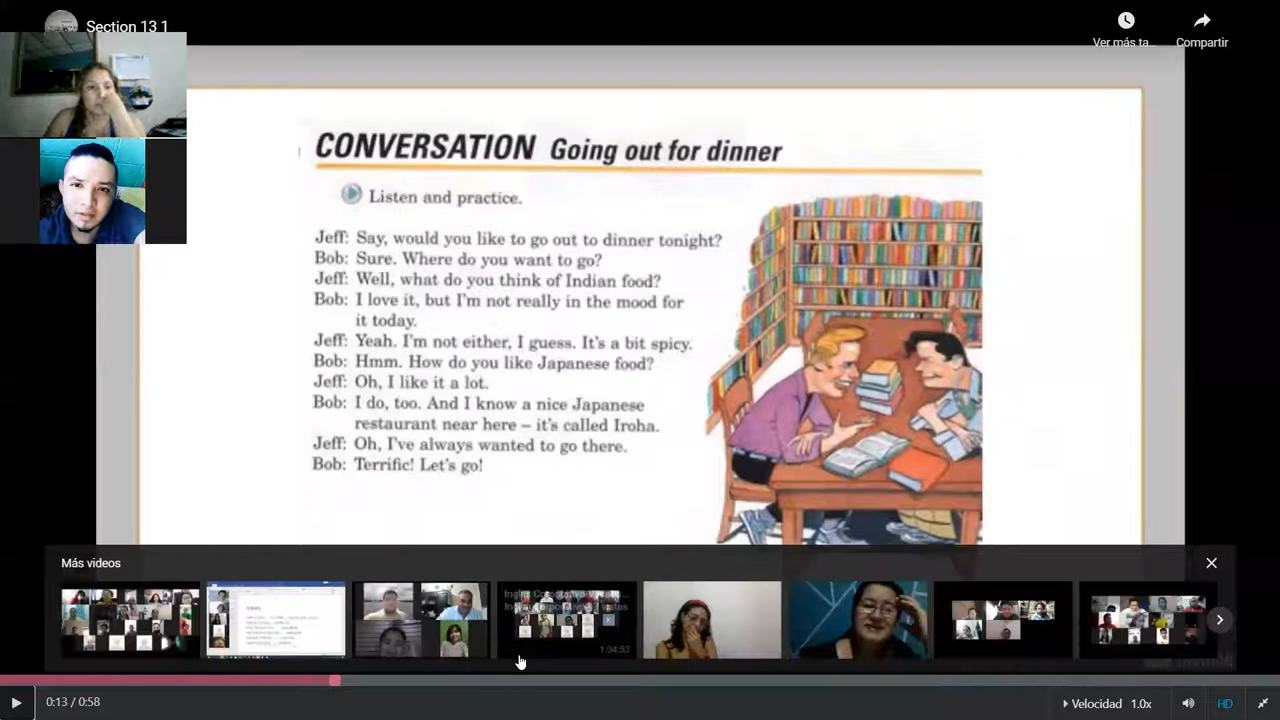 Section 13 1
Ver más ta...
Compartir
CONVERSATION Going out for dinner
Listen and practice.
Jeff: Say, would you like to go out to dinner tonight?
Bob: Sure. Where do you want to go?
Jeff: Well, what do you think of Indian food?
Bob: I love it, but I'm not really in the mood for
it today.
Jeff: Yeah. I'm not either, I guess. It's a bit spicy.
Bob: Hmm. How do you like Japanese food?
Jeff: Oh, I like it a lot.
Bob: I do, too. And I know a nice Japanese
restaurant near here – it's called Iroha.
Jeff: Oh, I've always wanted to go there.
Bob: Terrific! Let's go!
Más videos
1:04:53
0:13 / 0:58
Velocidad 1.0x
HD